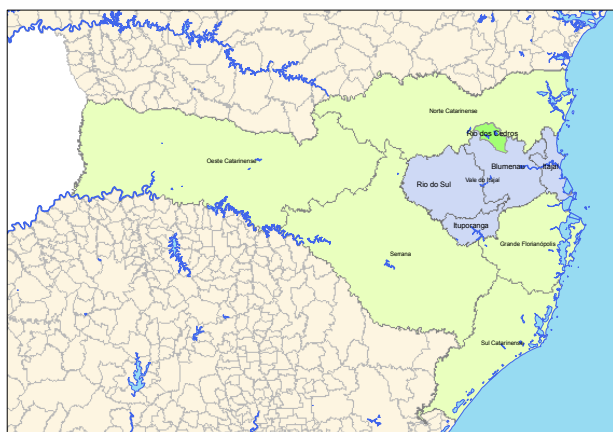 Norte Catarinense
Rio dos Cedros
Oeste Catarinense
Blumenau
Itajaí
Vale do Itajaí
Rio do Sul
Ituporanga
Grande Florianópolis
Serrana
Sul Catarinense